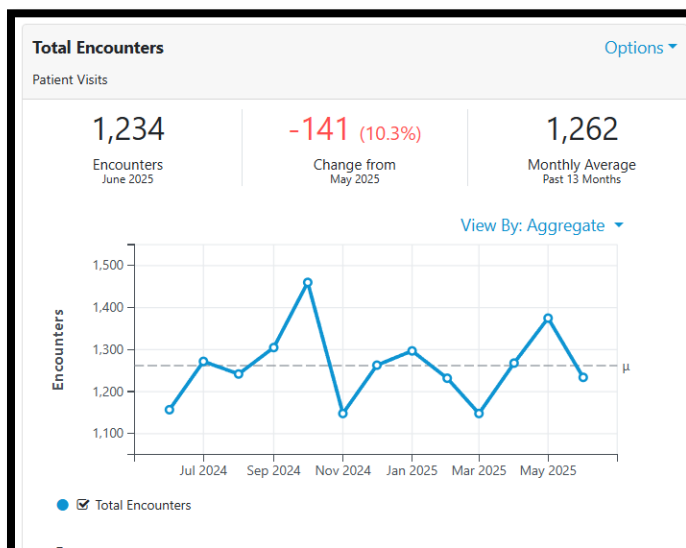 Total Encounters
Options
Patient Visits
1,234
Encounters
June 2025
-141 (10.3%)
Change from
May 2025
1,262
Monthly Average
Past 13 Months
View By: Aggregate
Encounters
1,500
1,400
1,300
1,200
1,100
μ
Jul 2024
Sep 2024
Nov 2024
Jan 2025
Mar 2025
May 2025
Total Encounters